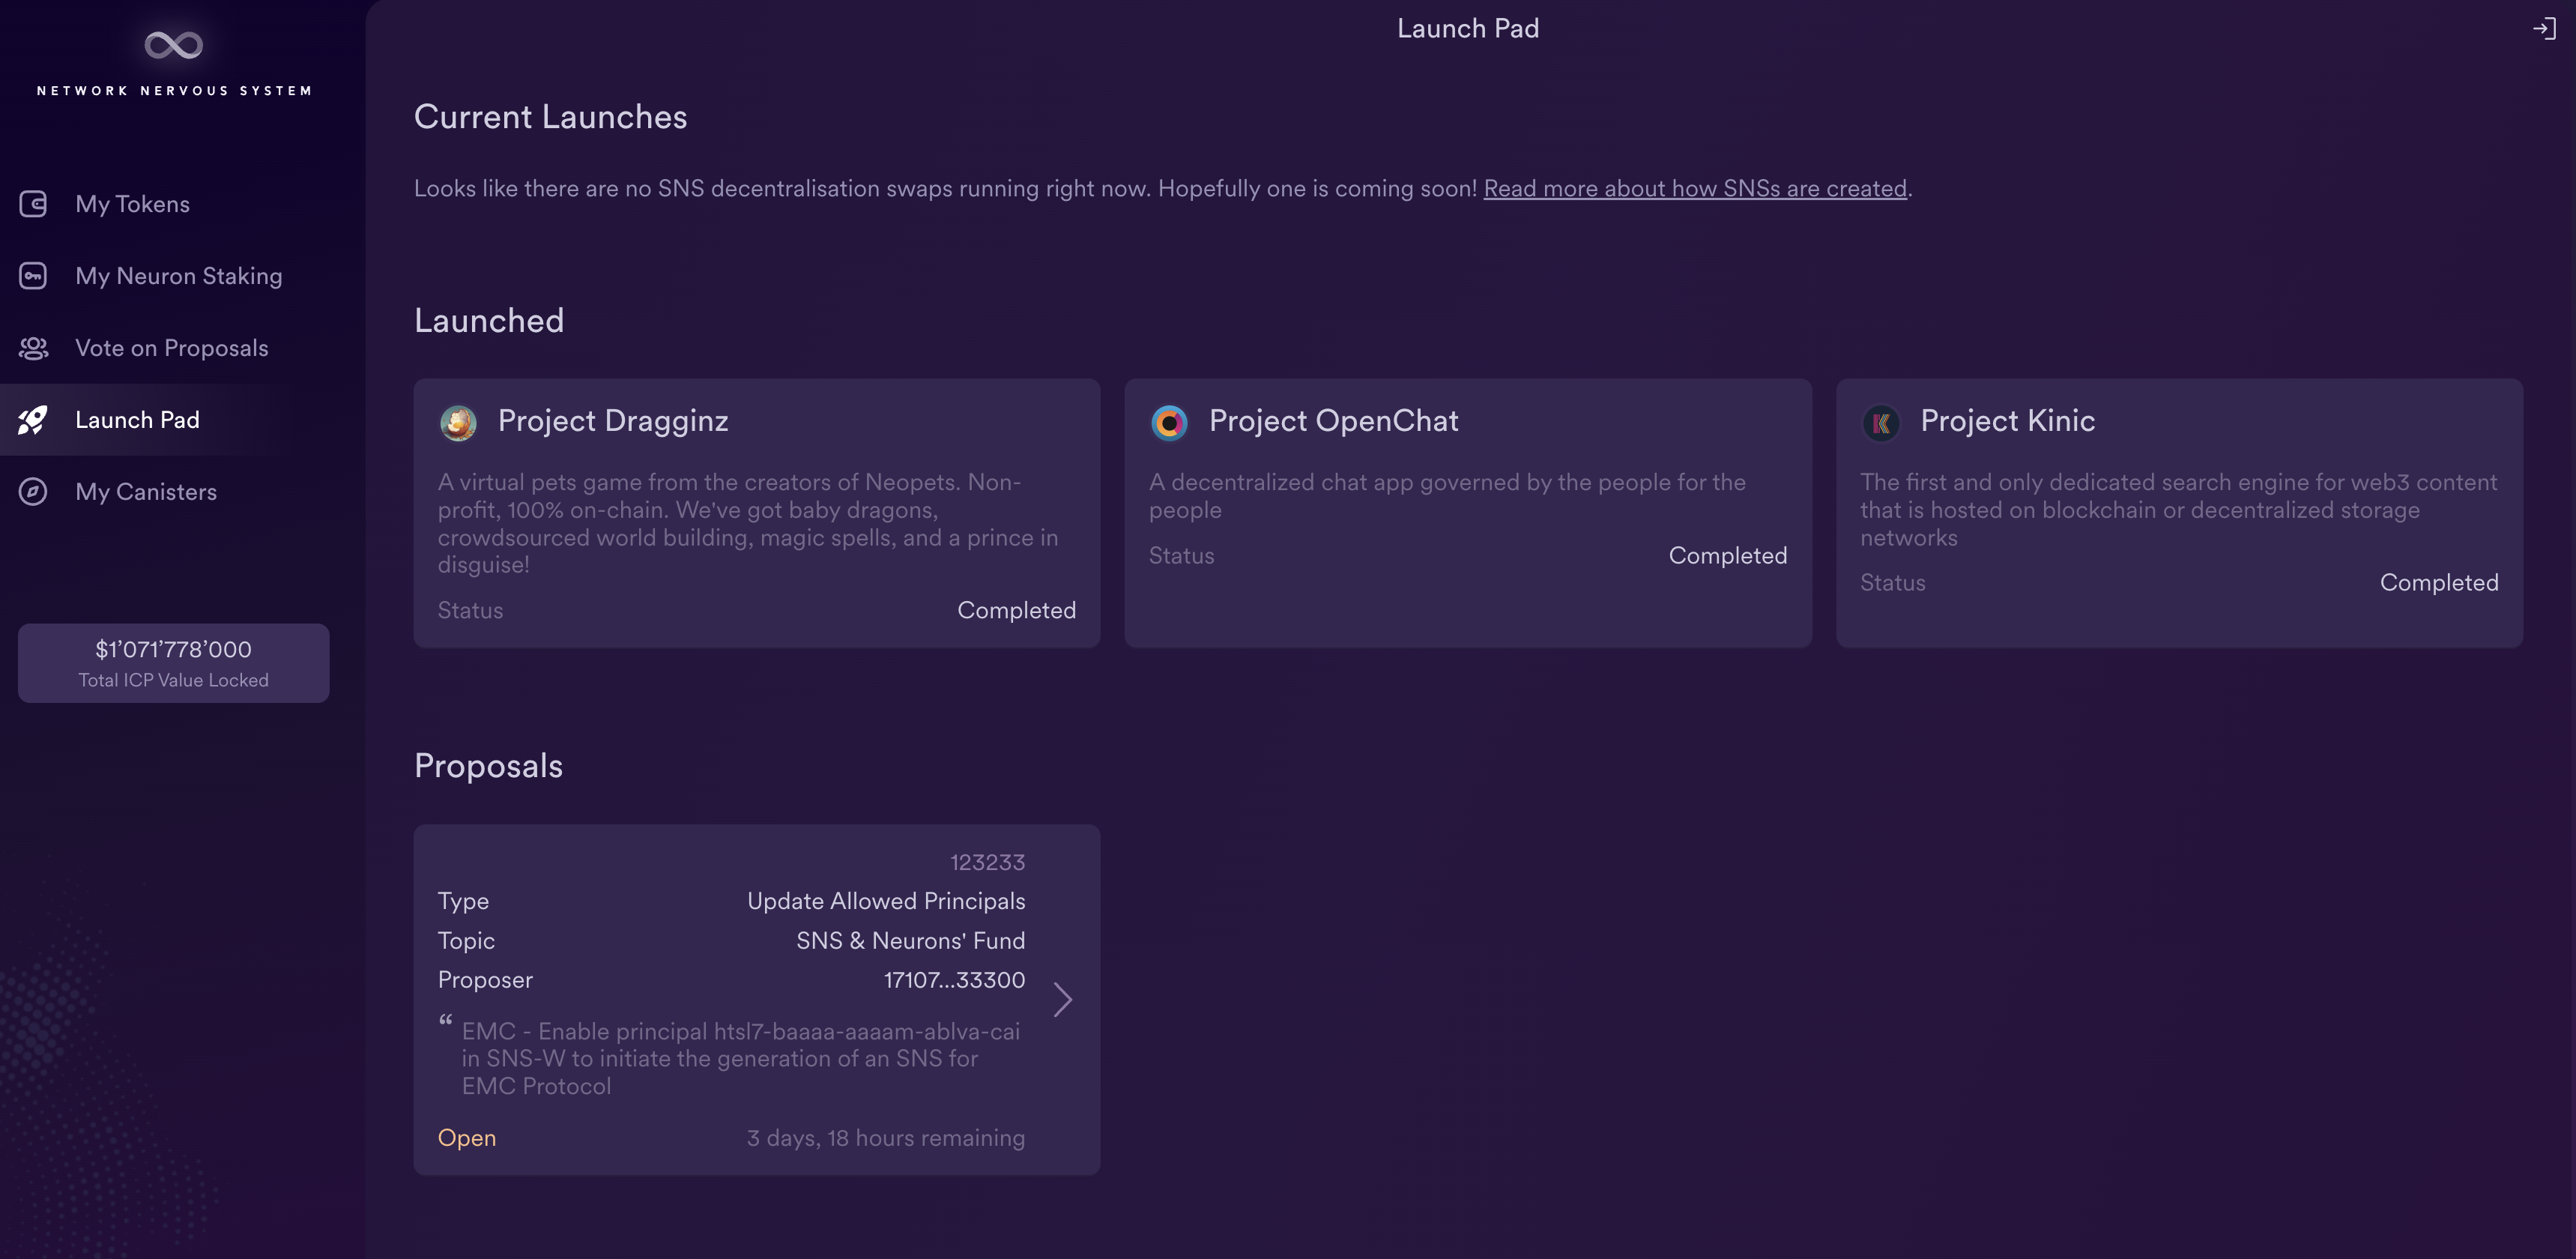 NETWORK NERVOUS SYSTEM
My Tokens
My Neuron Staking
Vote on Proposals
Launch Pad
My Canisters
$1’071’778’000
Total ICP Value Locked
Launch Pad
Current Launches
Looks like there are no SNS decentralisation swaps running right now. Hopefully one is coming soon! Read more about how SNSs are created.
Launched
Project Dragginz
A virtual pets game from the creators of Neopets. Non-
profit, 100% on-chain. We've got baby dragons,
crowdsourced world building, magic spells, and a prince in
disguise!
Status Completed
Project OpenChat
A decentralized chat app governed by the people for the
people
Status Completed
Project Kinic
The first and only dedicated search engine for web3 content
that is hosted on blockchain or decentralized storage
networks
Status Completed
Proposals
123233
Type Update Allowed Principals
Topic SNS & Neurons' Fund
Proposer 17107...33300
“ EMC - Enable principal htsl7-baaaa-aaaam-ablva-cai
in SNS-W to initiate the generation of an SNS for
EMC Protocol
Open 3 days, 18 hours remaining